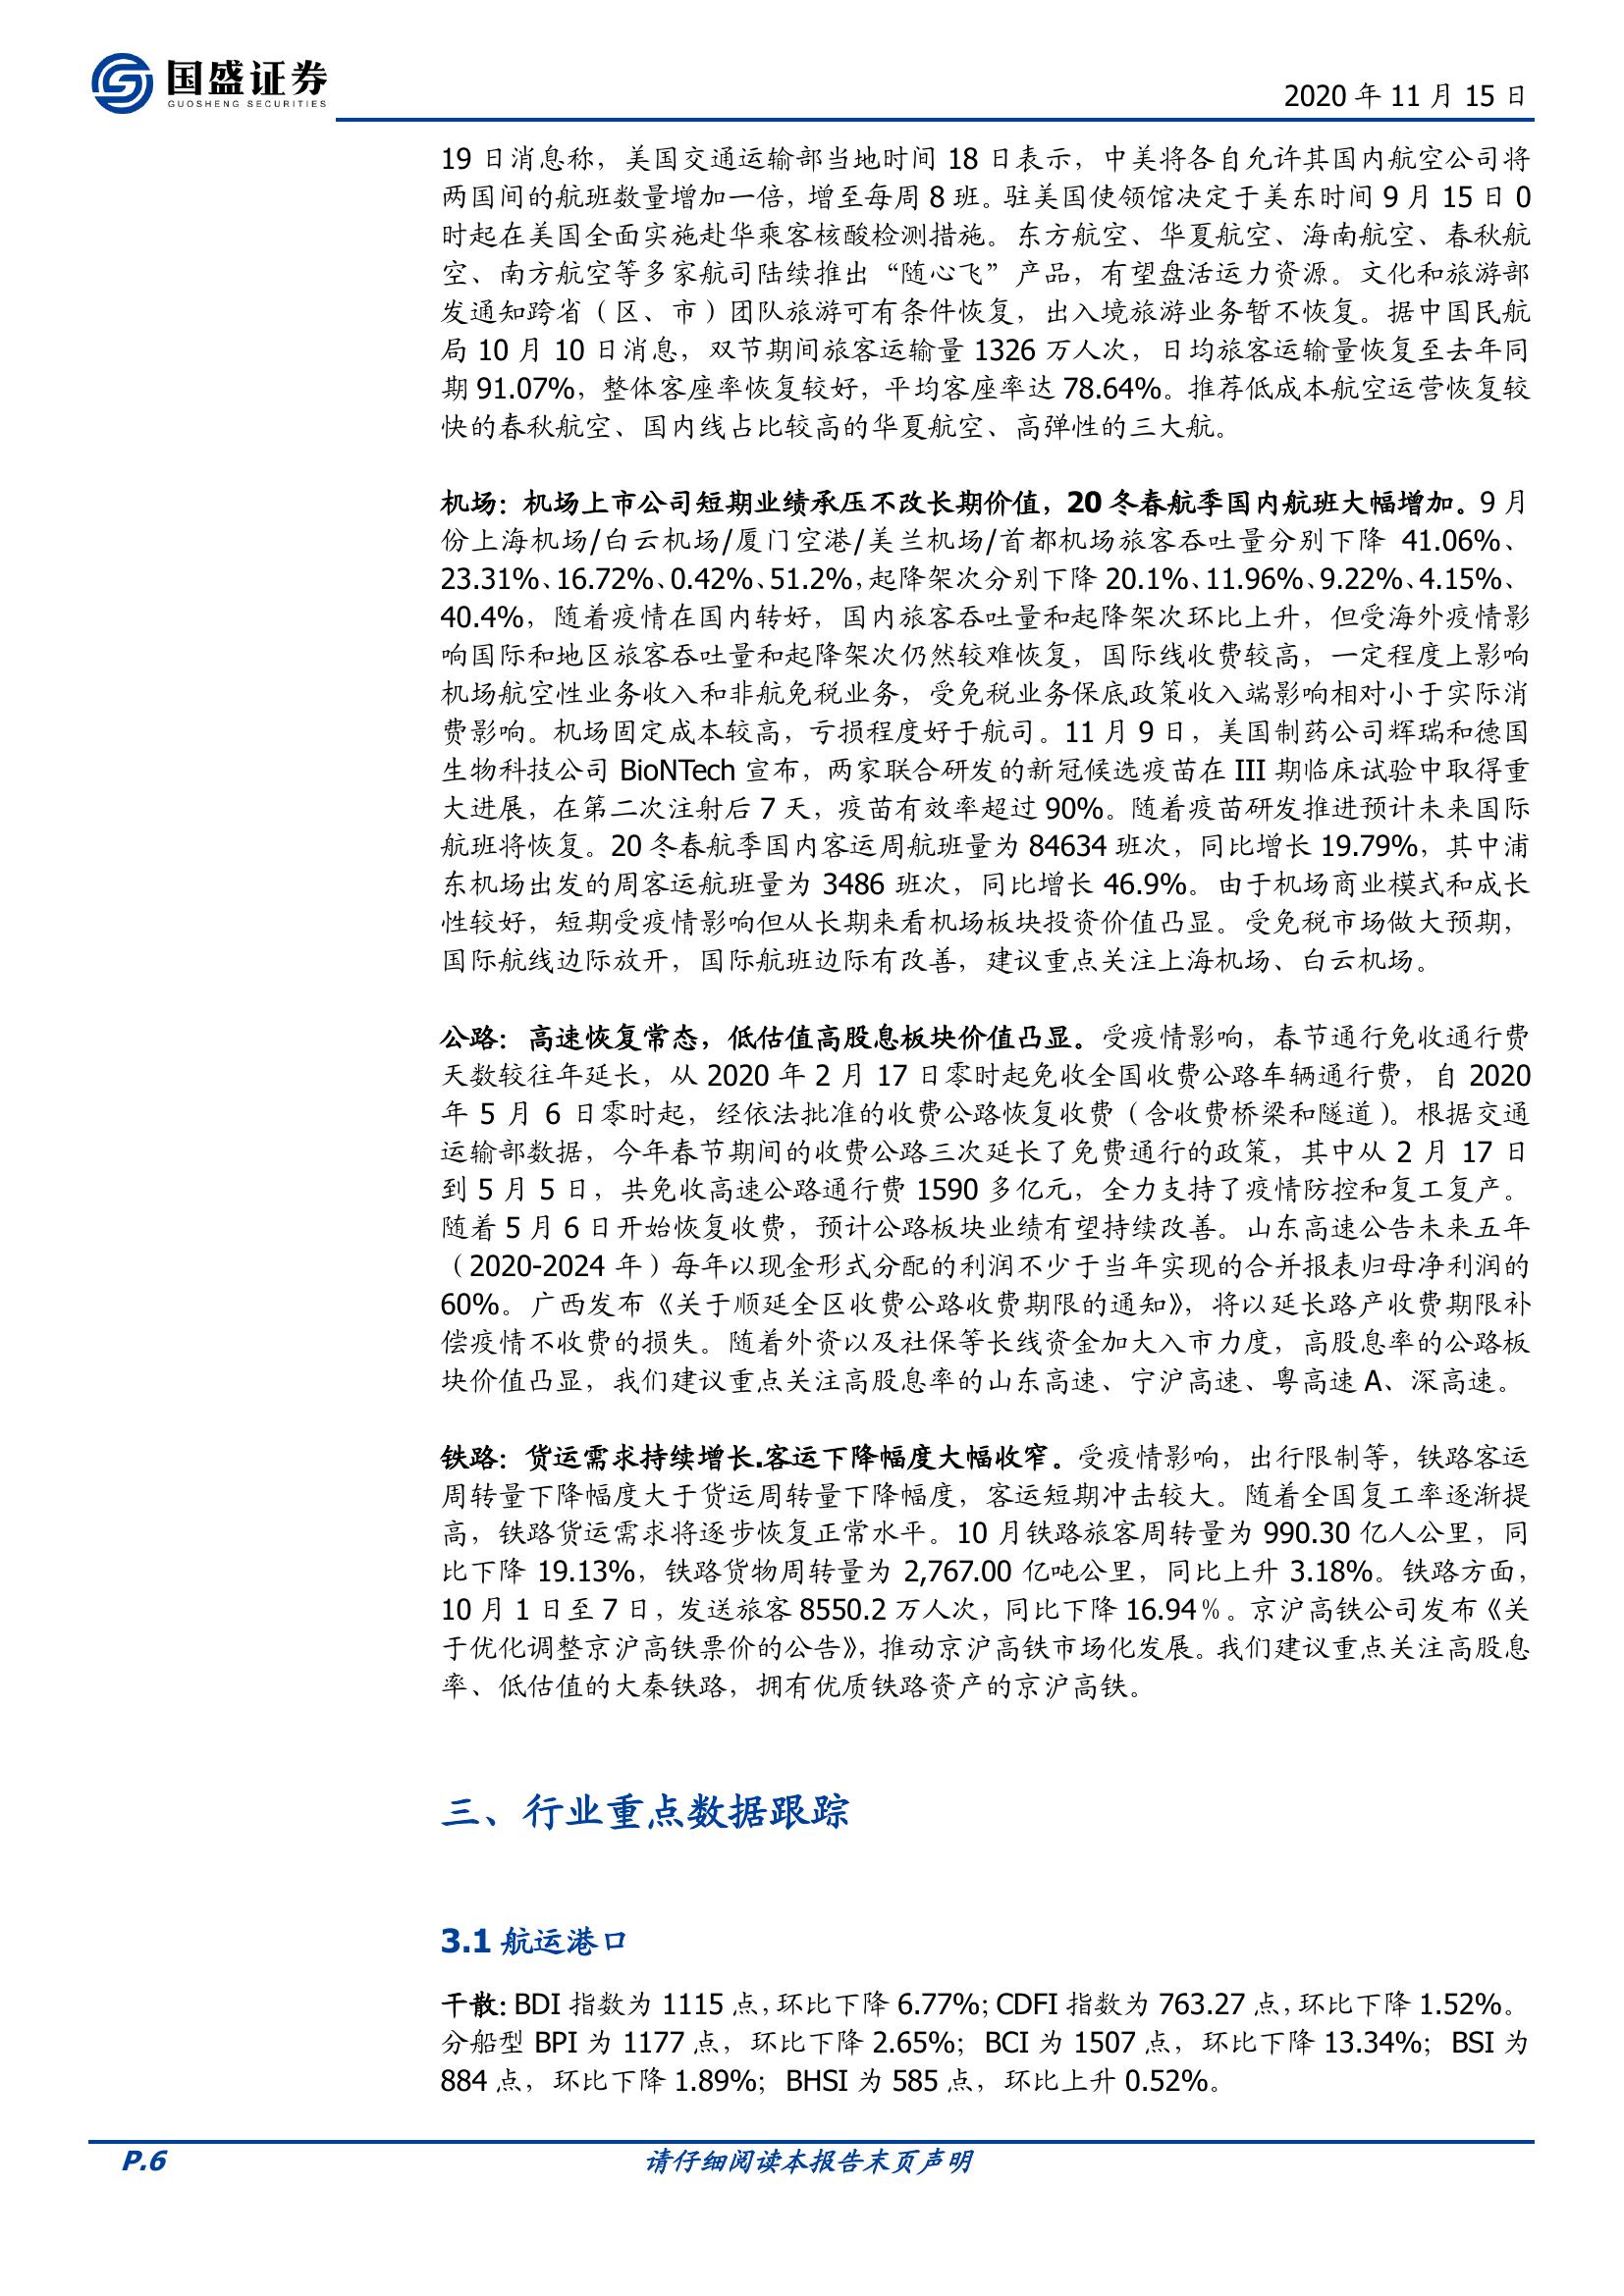 国盛证券
GUOSHENG SECURITIES
2020 年 11 月 15 日
19 日消息称，美国交通运输部当地时间 18 日表示，中美将各自允许其国内航空公司将
两国间的航班数量增加一倍，增至每周 8 班。驻美国使领馆决定于美东时间 9 月 15 日 0
时起在美国全面实施赴华乘客核酸检测措施。东方航空、华夏航空、海南航空、春秋航
空、南方航空等多家航司陆续推出“随心飞”产品，有望盘活运力资源。文化和旅游部
发通知跨省（区、市）团队旅游可有条件恢复，出入境旅游业务暂不恢复。据中国民航
局 10 月 10 日消息，双节期间旅客运输量 1326 万人次，日均旅客运输量恢复至去年同
期 91.07%，整体客座率恢复较好，平均客座率达 78.64%。推荐低成本航空运营恢复较
快的春秋航空、国内线占比较高的华夏航空、高弹性的三大航。
机场：机场上市公司短期业绩承压不改长期价值，20 冬春航季国内航班大幅增加。9 月
份上海机场/白云机场/厦门空港/美兰机场/首都机场旅客吞吐量分别下降 41.06%、
23.31%、16.72%、0.42%、51.2%，起降架次分别下降 20.1%、11.96%、9.22%、4.15%、
40.4%，随着疫情在国内转好，国内旅客吞吐量和起降架次环比上升，但受海外疫情影
响国际和地区旅客吞吐量和起降架次仍然较难恢复，国际线收费较高，一定程度上影响
机场航空性业务收入和非航免税业务，受免税业务保底政策收入端影响相对小于实际消
费影响。机场固定成本较高，亏损程度好于航司。11 月 9 日，美国制药公司辉瑞和德国
生物科技公司 BioNTech 宣布，两家联合研发的新冠候选疫苗在 III 期临床试验中取得重
大进展，在第二次注射后 7 天，疫苗有效率超过 90%。随着疫苗研发推进预计未来国际
航班将恢复。20 冬春航季国内客运周航班量为 84634 班次，同比增长 19.79%，其中浦
东机场出发的周客运航班量为 3486 班次，同比增长 46.9%。由于机场商业模式和成长
性较好，短期受疫情影响但从长期来看机场板块投资价值凸显。受免税市场做大预期，
国际航线边际放开，国际航班边际有改善，建议重点关注上海机场、白云机场。
公路：高速恢复常态，低估值高股息板块价值凸显。受疫情影响，春节通行免收通行费
天数较往年延长，从 2020 年 2 月 17 日零时起免收全国收费公路车辆通行费，自 2020
年 5 月 6 日零时起，经依法批准的收费公路恢复收费（含收费桥梁和隧道）。根据交通
运输部数据，今年春节期间的收费公路三次延长了免费通行的政策，其中从 2 月 17 日
到 5 月 5 日，共免收高速公路通行费 1590 多亿元，全力支持了疫情防控和复工复产。
随着 5 月 6 日开始恢复收费，预计公路板块业绩有望持续改善。山东高速公告未来五年
（2020-2024 年）每年以现金形式分配的利润不少于当年实现的合并报表归母净利润的
60%。广西发布《关于顺延全区收费公路收费期限的通知》，将以延长路产收费期限补
偿疫情不收费的损失。随着外资以及社保等长线资金加大入市力度，高股息率的公路板
块价值凸显，我们建议重点关注高股息率的山东高速、宁沪高速、粤高速 A、深高速。
铁路：货运需求持续增长.客运下降幅度大幅收窄。受疫情影响，出行限制等，铁路客运
周转量下降幅度大于货运周转量下降幅度，客运短期冲击较大。随着全国复工率逐渐提
高，铁路货运需求将逐步恢复正常水平。10 月铁路旅客周转量为 990.30 亿人公里，同
比下降 19.13%，铁路货物周转量为 2,767.00 亿吨公里，同比上升 3.18%。铁路方面，
10 月 1 日至 7 日，发送旅客 8550.2 万人次，同比下降 16.94％。京沪高铁公司发布《关
于优化调整京沪高铁票价的公告》，推动京沪高铁市场化发展。我们建议重点关注高股息
率、低估值的大秦铁路，拥有优质铁路资产的京沪高铁。
三、行业重点数据跟踪
3.1 航运港口
干散：BDI 指数为 1115 点，环比下降 6.77%；CDFI 指数为 763.27 点，环比下降 1.52%。
分船型 BPI 为 1177 点，环比下降 2.65%；BCI 为 1507 点，环比下降 13.34%；BSI 为
884 点，环比下降 1.89%；BHSI 为 585 点，环比上升 0.52%。
P.6
请仔细阅读本报告末页声明